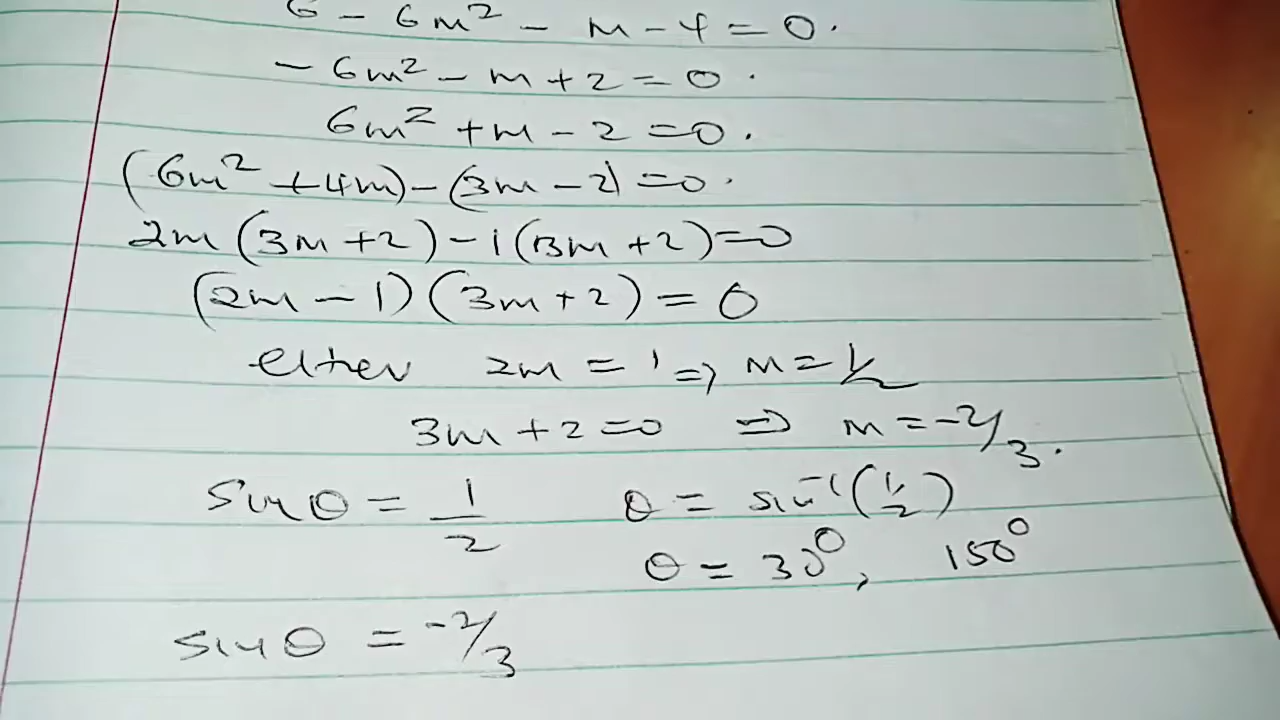 6 - 6m² - m - 4 = 0.
- 6m² - m + 2 = 0.
6m² + m - 2 = 0.
(6m² + 4m) - (3m - 2) = 0.
2m (3m + 2) - 1 (3m + 2) = 0
(2m - 1) (3m + 2) = 0
either 2m = 1 => m = 1/2
3m + 2 = 0 => m = -2/3.
sin θ = 1/2 θ = sin⁻¹ (1/2)
θ = 30⁰, 150⁰
sin θ = -2/3